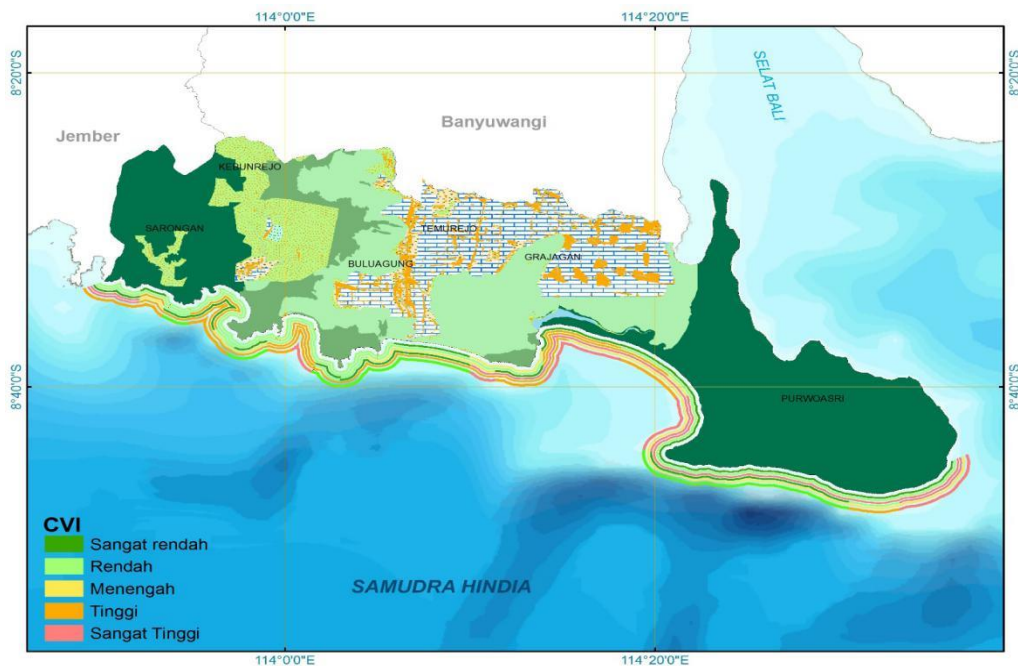 114°0'0"E
114°20'0"E
8°20'0"S
8°20'0"S
SELAT BALI
Jember
Banyuwangi
KEBUNREJO
SARONGAN
TEMUREJO
BULUAGUNG
GRAJAGAN
8°40'0"S
8°40'0"S
PURWOASRI
CVI
Sangat rendah
Rendah
Menengah
Tinggi
Sangat Tinggi
SAMUDRA HINDIA
114°0'0"E
114°20'0"E